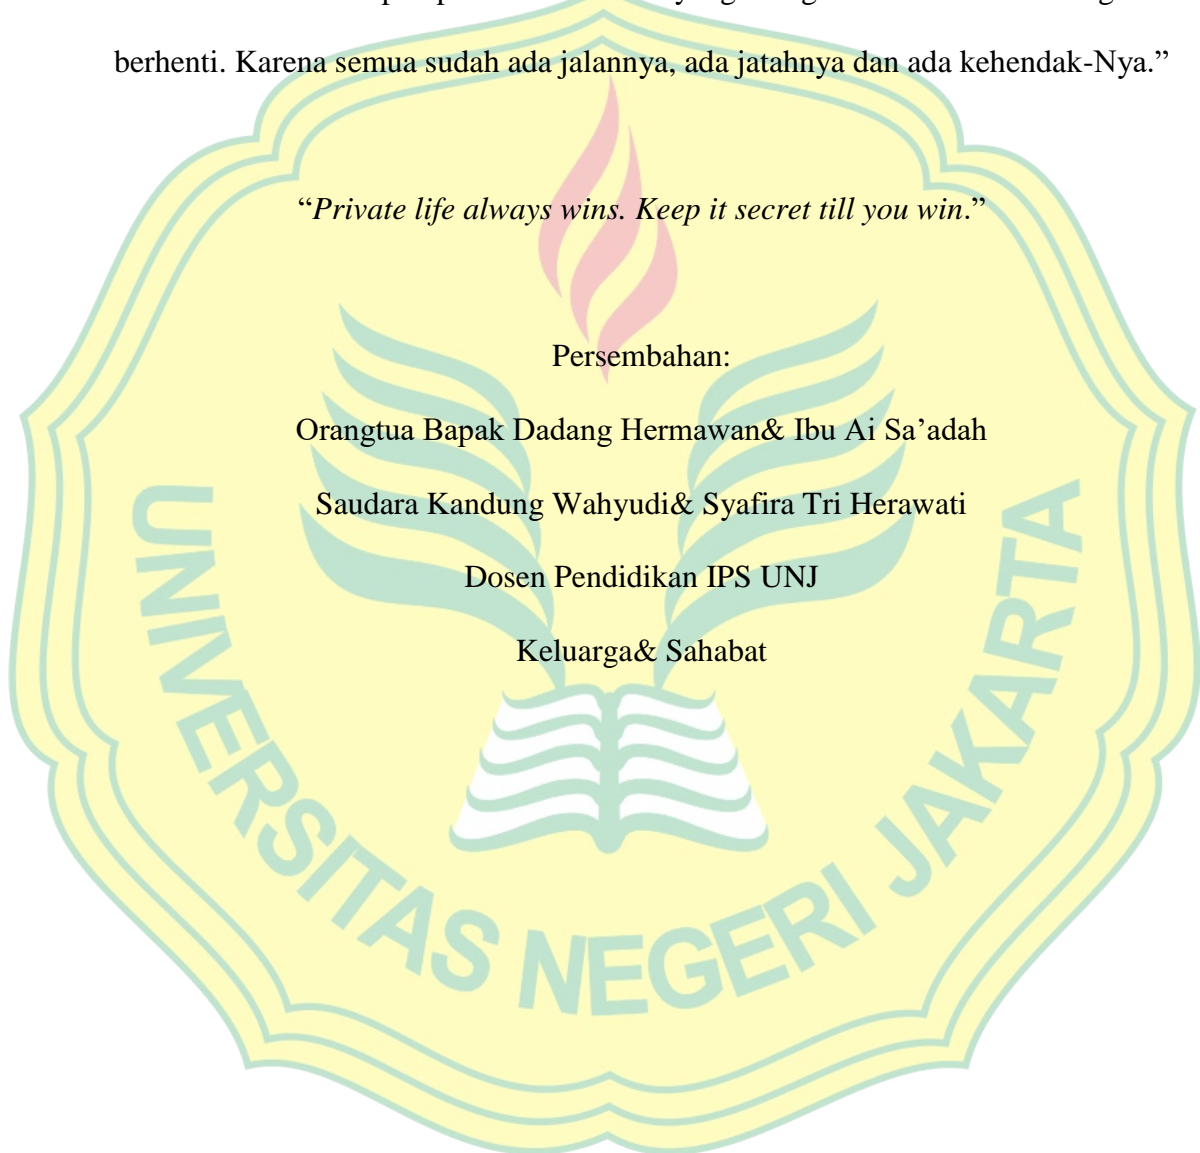 berhenti. Karena semua sudah ada jalannya, ada jatahnya dan ada kehendak-Nya.”
“Private life always wins. Keep it secret till you win.”
Persembahan:
Orangtua Bapak Dadang Hermawan& Ibu Ai Sa’adah
Saudara Kandung Wahyudi& Syafira Tri Herawati
Dosen Pendidikan IPS UNJ
Keluarga& Sahabat
UNIVERSITAS NEGERI JAKARTA